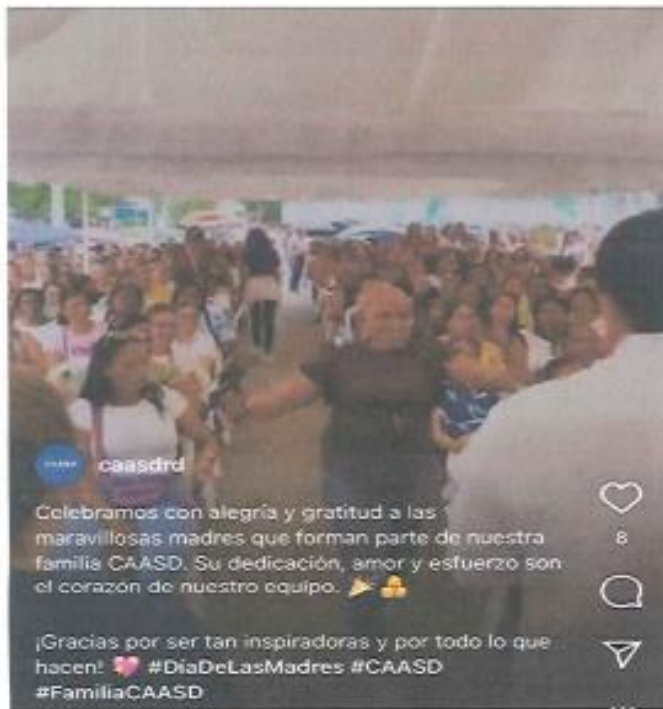 caasdrd
Celebramos con alegría y gratitud a las
maravillosas madres que forman parte de nuestra
familia CAASD. Su dedicación, amor y esfuerzo son
el corazón de nuestro equipo. 🎉🫶
8
¡Gracias por ser tan inspiradoras y por todo lo que
hacen! 💖 #DiaDeLasMadres #CAASD
#FamiliaCAASD